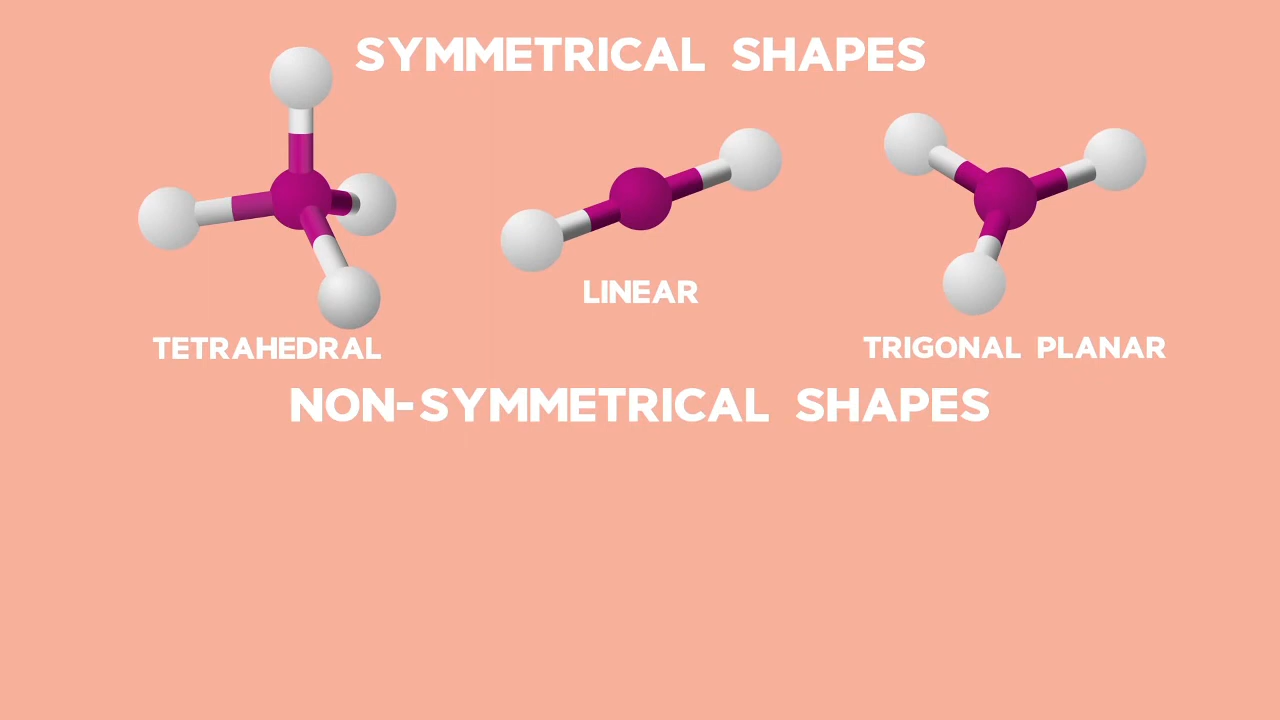 SYMMETRICAL SHAPES
LINEAR
TETRAHEDRAL
TRIGONAL PLANAR
NON-SYMMETRICAL SHAPES